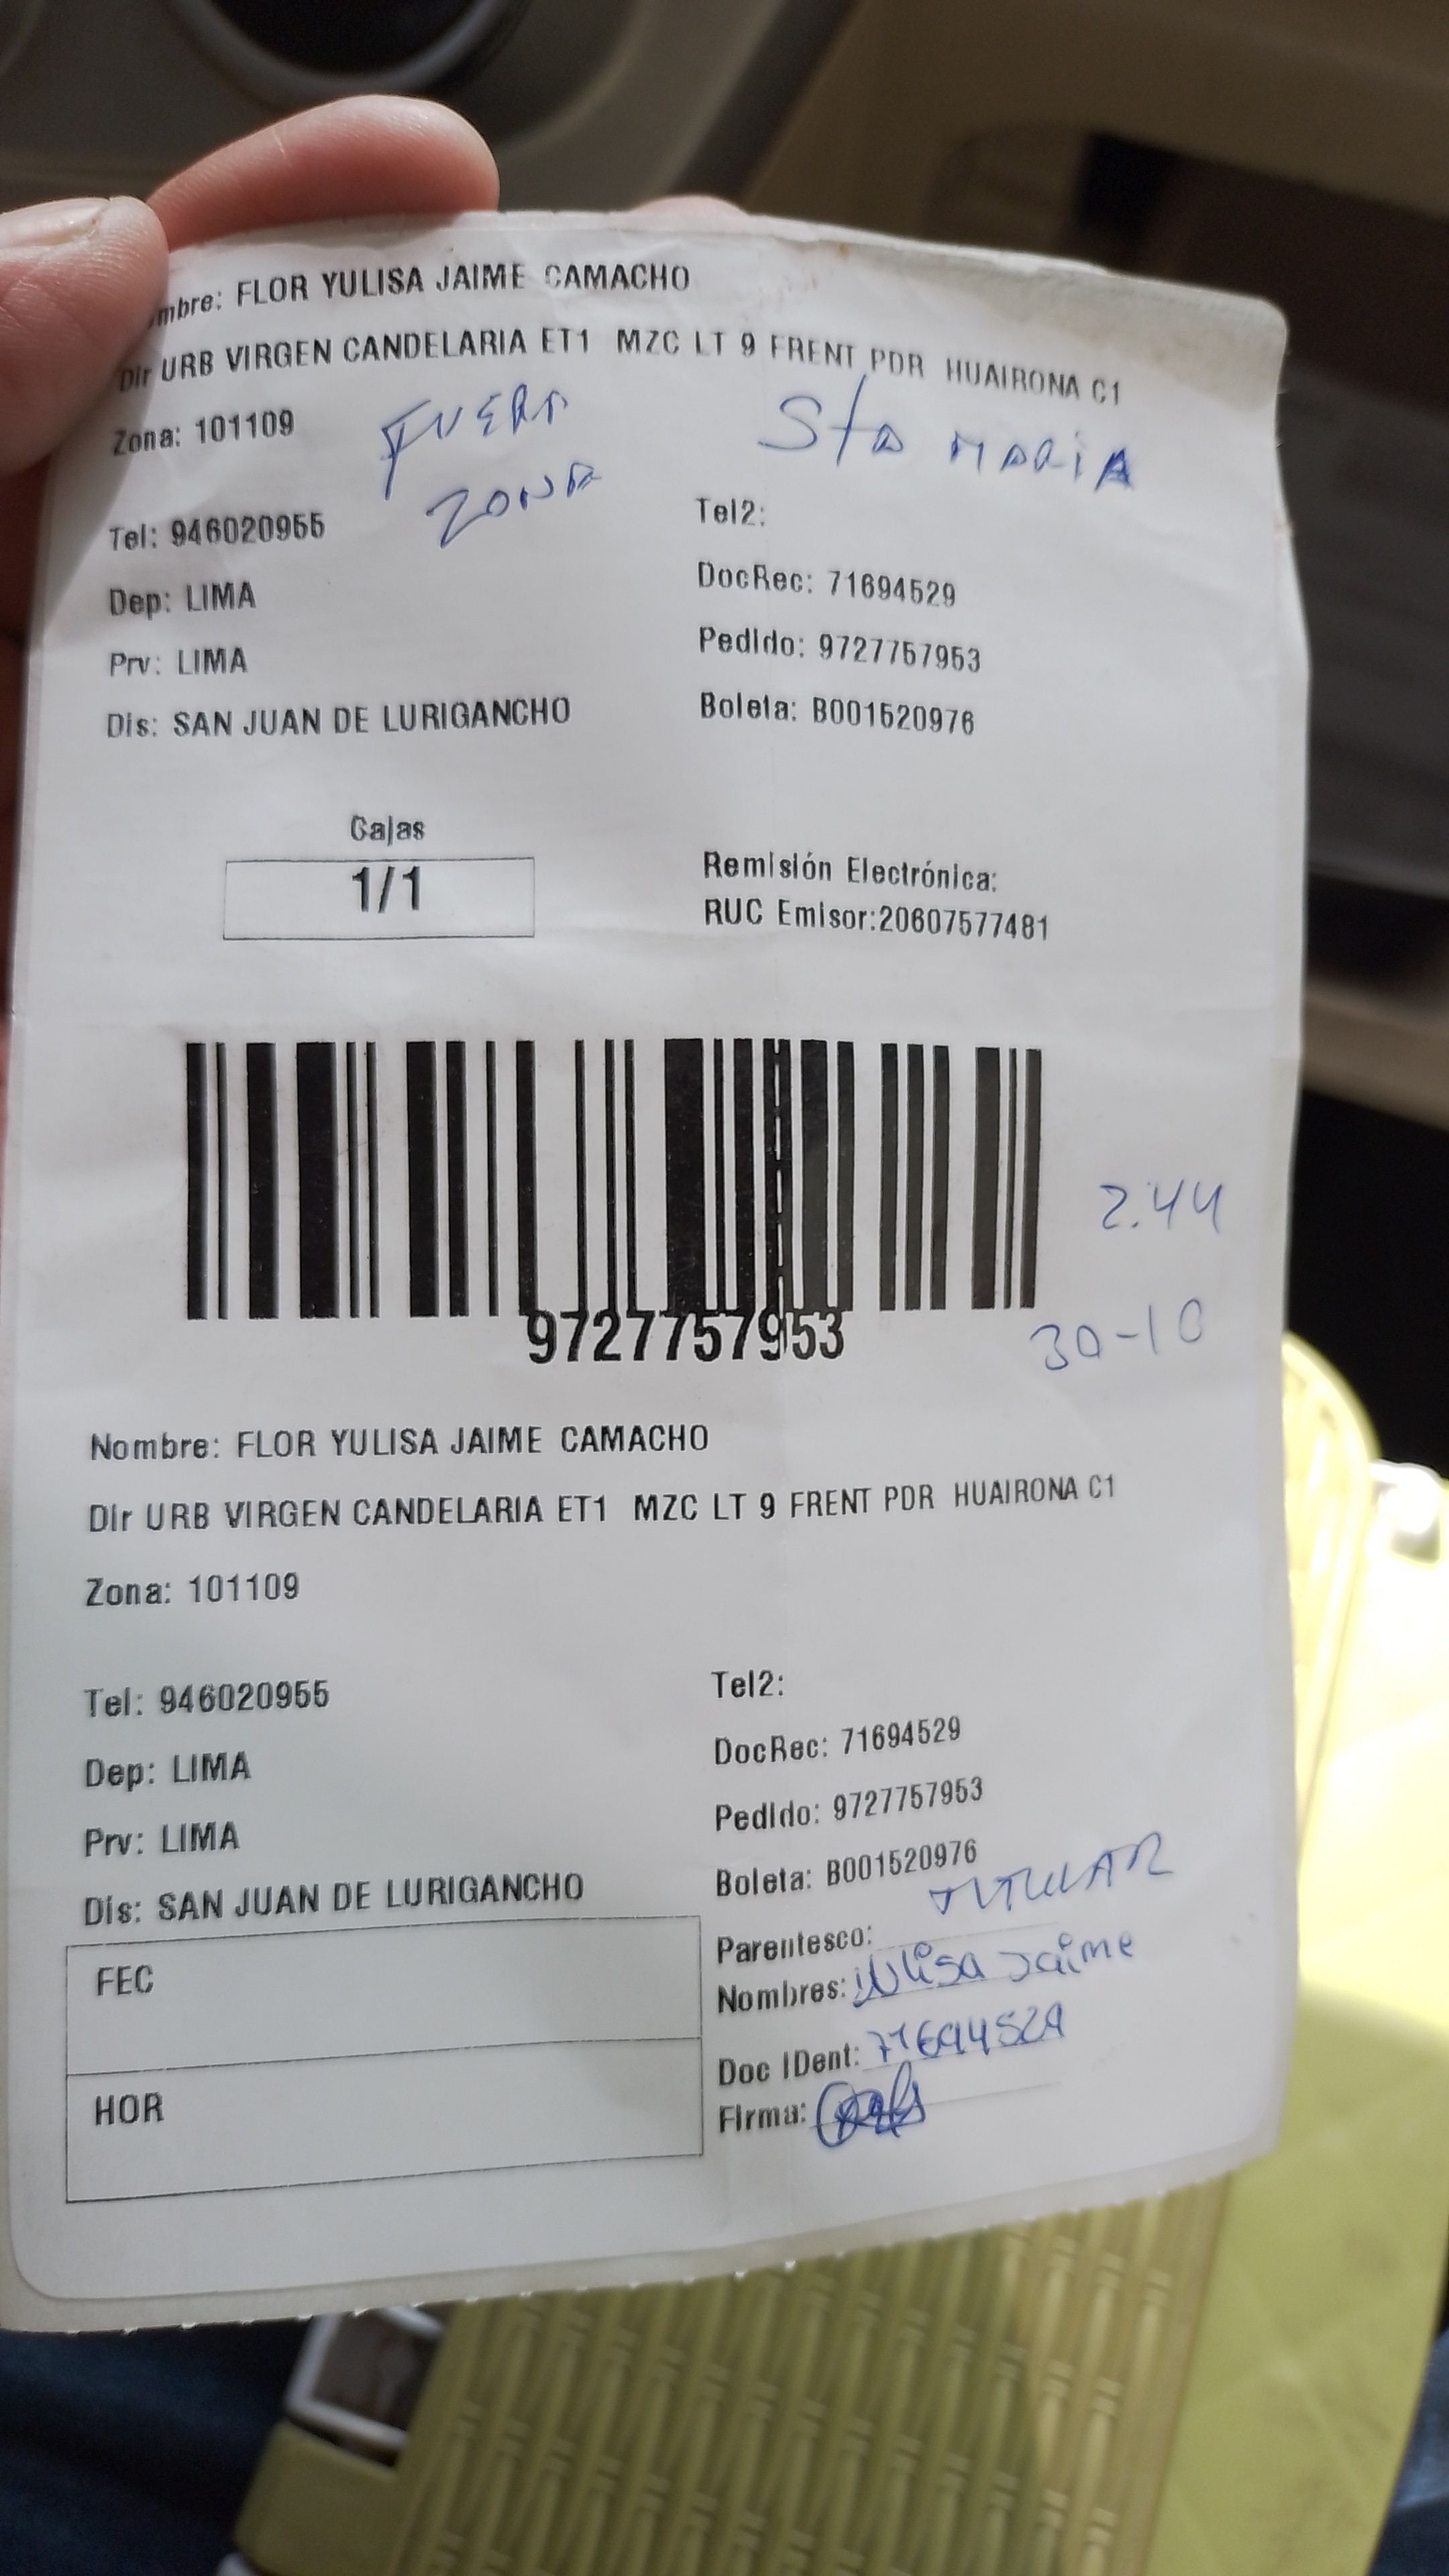 mbre: FLOR YULISA JAIME CAMACHO
Dir URB VIRGEN CANDELARIA ET1 MZC LT 9 FRENT PDR HUAIRONA C1
Zona: 101109
FUERA ZONA
Sta MARIA
Tel: 946020955
Tel2:
Dep: LIMA
DocRec: 71694529
Prv: LIMA
Pedido: 9727757953
Dis: SAN JUAN DE LURIGANCHO
Boleta: B001520976
Cajas
1/1
Remisión Electrónica:
RUC Emisor:20607577481
2.44
9727757953
30-10
Nombre: FLOR YULISA JAIME CAMACHO
Dir URB VIRGEN CANDELARIA ET1 MZC LT 9 FRENT PDR HUAIRONA C1
Zona: 101109
Tel: 946020955
Tel2:
Dep: LIMA
DocRec: 71694529
Prv: LIMA
Pedido: 9727757953
Dis: SAN JUAN DE LURIGANCHO
Boleta: B001520976
FEC
HOR
Parentesco: TITULAR
Nombres: Yulisa Jaime
Doc IDent: 71694529
Firma: